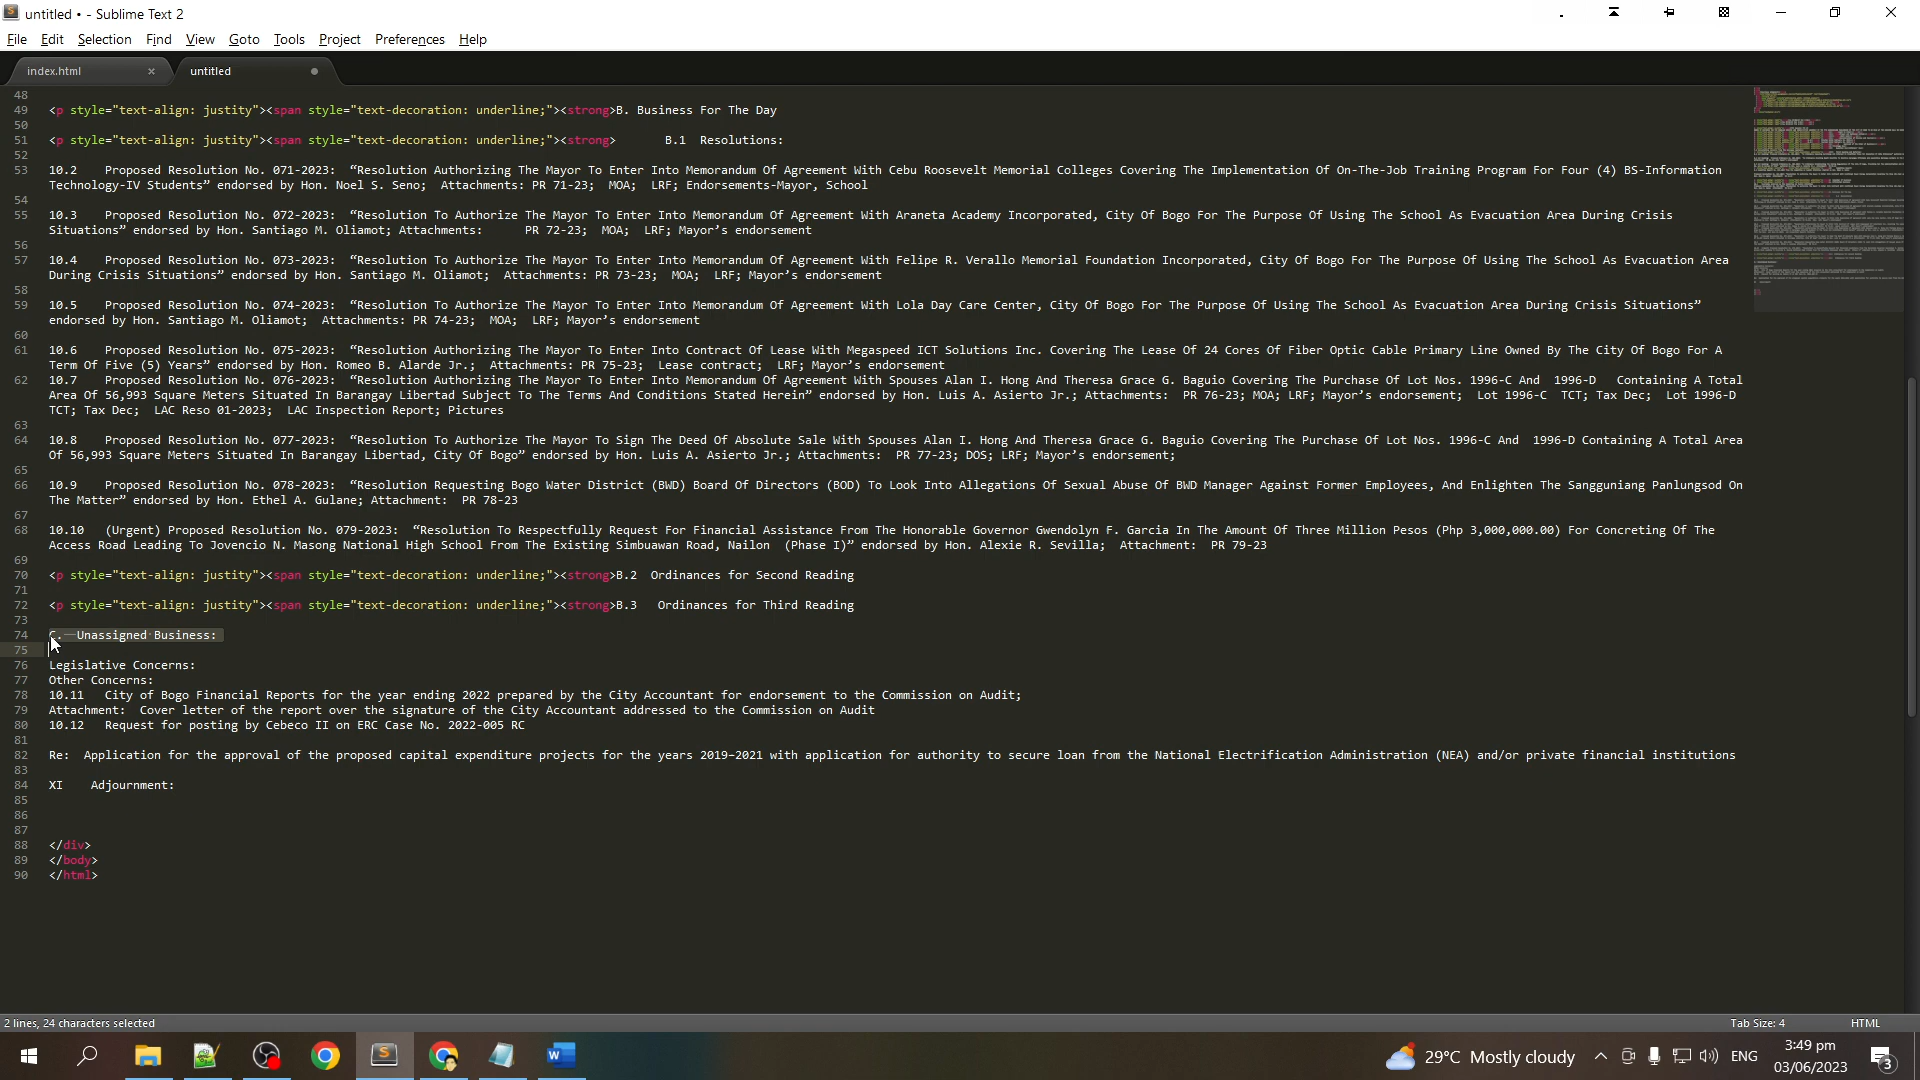 untitled • - Sublime Text 2
File Edit Selection Find View Goto Tools Project Preferences Help
index.html × untitled
48
49 <p style="text-align: justity"><span style="text-decoration: underline;"><strong>B. Business For The Day
50
51 <p style="text-align: justity"><span style="text-decoration: underline;"><strong> B.1 Resolutions:
52
53 10.2 Proposed Resolution No. 071-2023: “Resolution Authorizing The Mayor To Enter Into Memorandum Of Agreement With Cebu Roosevelt Memorial Colleges Covering The Implementation Of On-The-Job Training Program For Four (4) BS-Information
Technology-IV Students” endorsed by Hon. Noel S. Seno; Attachments: PR 71-23; MOA; LRF; Endorsements-Mayor, School
54
55 10.3 Proposed Resolution No. 072-2023: “Resolution To Authorize The Mayor To Enter Into Memorandum Of Agreement With Araneta Academy Incorporated, City Of Bogo For The Purpose Of Using The School As Evacuation Area During Crisis
Situations” endorsed by Hon. Santiago M. Oliamot; Attachments: PR 72-23; MOA; LRF; Mayor’s endorsement
56
57 10.4 Proposed Resolution No. 073-2023: “Resolution To Authorize The Mayor To Enter Into Memorandum Of Agreement With Felipe R. Verallo Memorial Foundation Incorporated, City Of Bogo For The Purpose Of Using The School As Evacuation Area
During Crisis Situations” endorsed by Hon. Santiago M. Oliamot; Attachments: PR 73-23; MOA; LRF; Mayor’s endorsement
58
59 10.5 Proposed Resolution No. 074-2023: “Resolution To Authorize The Mayor To Enter Into Memorandum Of Agreement With Lola Day Care Center, City Of Bogo For The Purpose Of Using The School As Evacuation Area During Crisis Situations”
endorsed by Hon. Santiago M. Oliamot; Attachments: PR 74-23; MOA; LRF; Mayor’s endorsement
60
61 10.6 Proposed Resolution No. 075-2023: “Resolution Authorizing The Mayor To Enter Into Contract Of Lease With Megaspeed ICT Solutions Inc. Covering The Lease Of 24 Cores Of Fiber Optic Cable Primary Line Owned By The City Of Bogo For A
Term Of Five (5) Years” endorsed by Hon. Romeo B. Alarde Jr.; Attachments: PR 75-23; Lease contract; LRF; Mayor’s endorsement
62 10.7 Proposed Resolution No. 076-2023: “Resolution Authorizing The Mayor To Enter Into Memorandum Of Agreement With Spouses Alan I. Hong And Theresa Grace G. Baguio Covering The Purchase Of Lot Nos. 1996-C And 1996-D Containing A Total
Area Of 56,993 Square Meters Situated In Barangay Libertad Subject To The Terms And Conditions Stated Herein” endorsed by Hon. Luis A. Asierto Jr.; Attachments: PR 76-23; MOA; LRF; Mayor’s endorsement; Lot 1996-C TCT; Tax Dec; Lot 1996-D
TCT; Tax Dec; LAC Reso 01-2023; LAC Inspection Report; Pictures
63
64 10.8 Proposed Resolution No. 077-2023: “Resolution To Authorize The Mayor To Sign The Deed Of Absolute Sale With Spouses Alan I. Hong And Theresa Grace G. Baguio Covering The Purchase Of Lot Nos. 1996-C And 1996-D Containing A Total Area
Of 56,993 Square Meters Situated In Barangay Libertad, City Of Bogo” endorsed by Hon. Luis A. Asierto Jr.; Attachments: PR 77-23; DOS; LRF; Mayor’s endorsement;
65
66 10.9 Proposed Resolution No. 078-2023: “Resolution Requesting Bogo Water District (BWD) Board Of Directors (BOD) To Look Into Allegations Of Sexual Abuse Of BWD Manager Against Former Employees, And Enlighten The Sangguniang Panlungsod On
The Matter” endorsed by Hon. Ethel A. Gulane; Attachment: PR 78-23
67
68 10.10 (Urgent) Proposed Resolution No. 079-2023: “Resolution To Respectfully Request For Financial Assistance From The Honorable Governor Gwendolyn F. Garcia In The Amount Of Three Million Pesos (Php 3,000,000.00) For Concreting Of The
Access Road Leading To Jovencio N. Masong National High School From The Existing Simbuawan Road, Nailon (Phase I)” endorsed by Hon. Alexie R. Sevilla; Attachment: PR 79-23
69
70 <p style="text-align: justity"><span style="text-decoration: underline;"><strong>B.2 Ordinances for Second Reading
71
72 <p style="text-align: justity"><span style="text-decoration: underline;"><strong>B.3 Ordinances for Third Reading
73
74 C. Unassigned Business:
75
76 Legislative Concerns:
77 Other Concerns:
78 10.11 City of Bogo Financial Reports for the year ending 2022 prepared by the City Accountant for endorsement to the Commission on Audit;
79 Attachment: Cover letter of the report over the signature of the City Accountant addressed to the Commission on Audit
80 10.12 Request for posting by Cebeco II on ERC Case No. 2022-005 RC
81
82 Re: Application for the approval of the proposed capital expenditure projects for the years 2019-2021 with application for authority to secure loan from the National Electrification Administration (NEA) and/or private financial institutions
83
84 XI Adjournment:
85
86
87
88 </div>
89 </body>
90 </html>
2 lines, 24 characters selected Tab Size: 4 HTML
29°C Mostly cloudy ENG 3:49 pm
03/06/2023
3